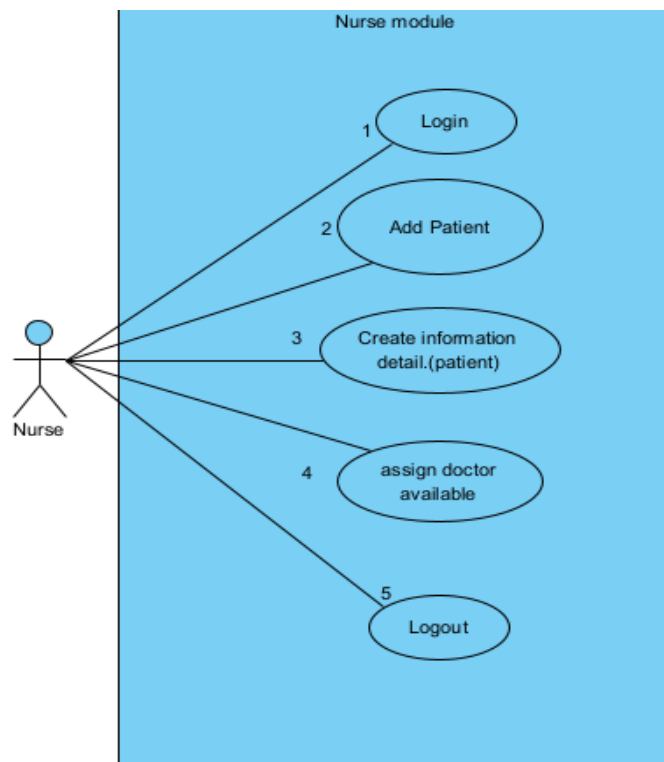 Nurse module
1
Login
2
Add Patient
3
Create information
detail.(patient)
Nurse
4
assign doctor
available
5
Logout